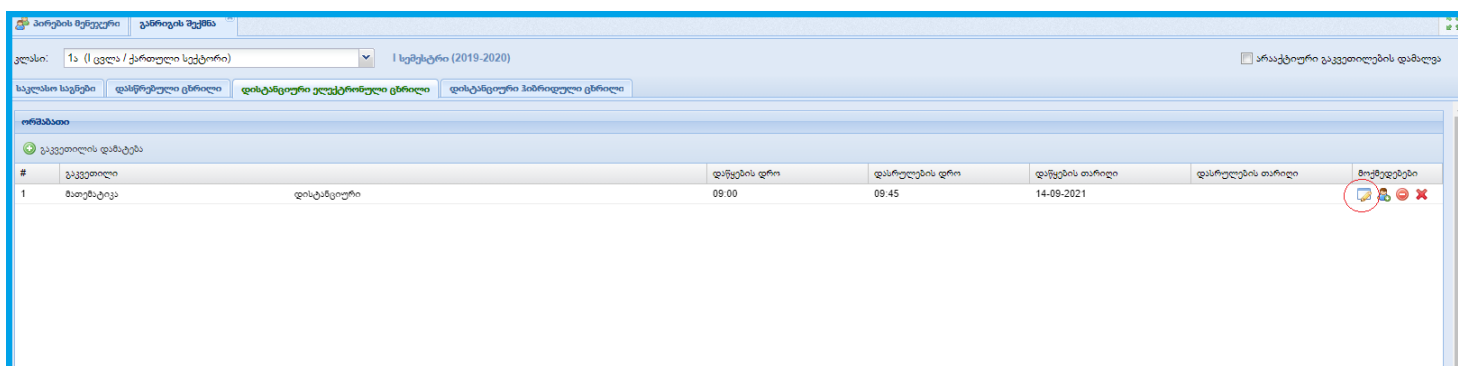 პირების მენეჯერი განრიგის შექმნა
კლასი: 1ა (I ცვლა / ქართული სექტორი) I სემესტრი (2019-2020) არააქტიური გაკვეთილების დამალვა
საკლასო საგნები დასწრებული ცხრილი დისტანციური ელექტრონული ცხრილი დისტანციური ჰიბრიდული ცხრილი
ორშაბათი
გაკვეთილის დამატება
# გაკვეთილი დაწყების დრო დასრულების დრო დაწყების თარიღი დასრულების თარიღი მოქმედებები
1 მათემატიკა დისტანციური 09:00 09:45 14-09-2021